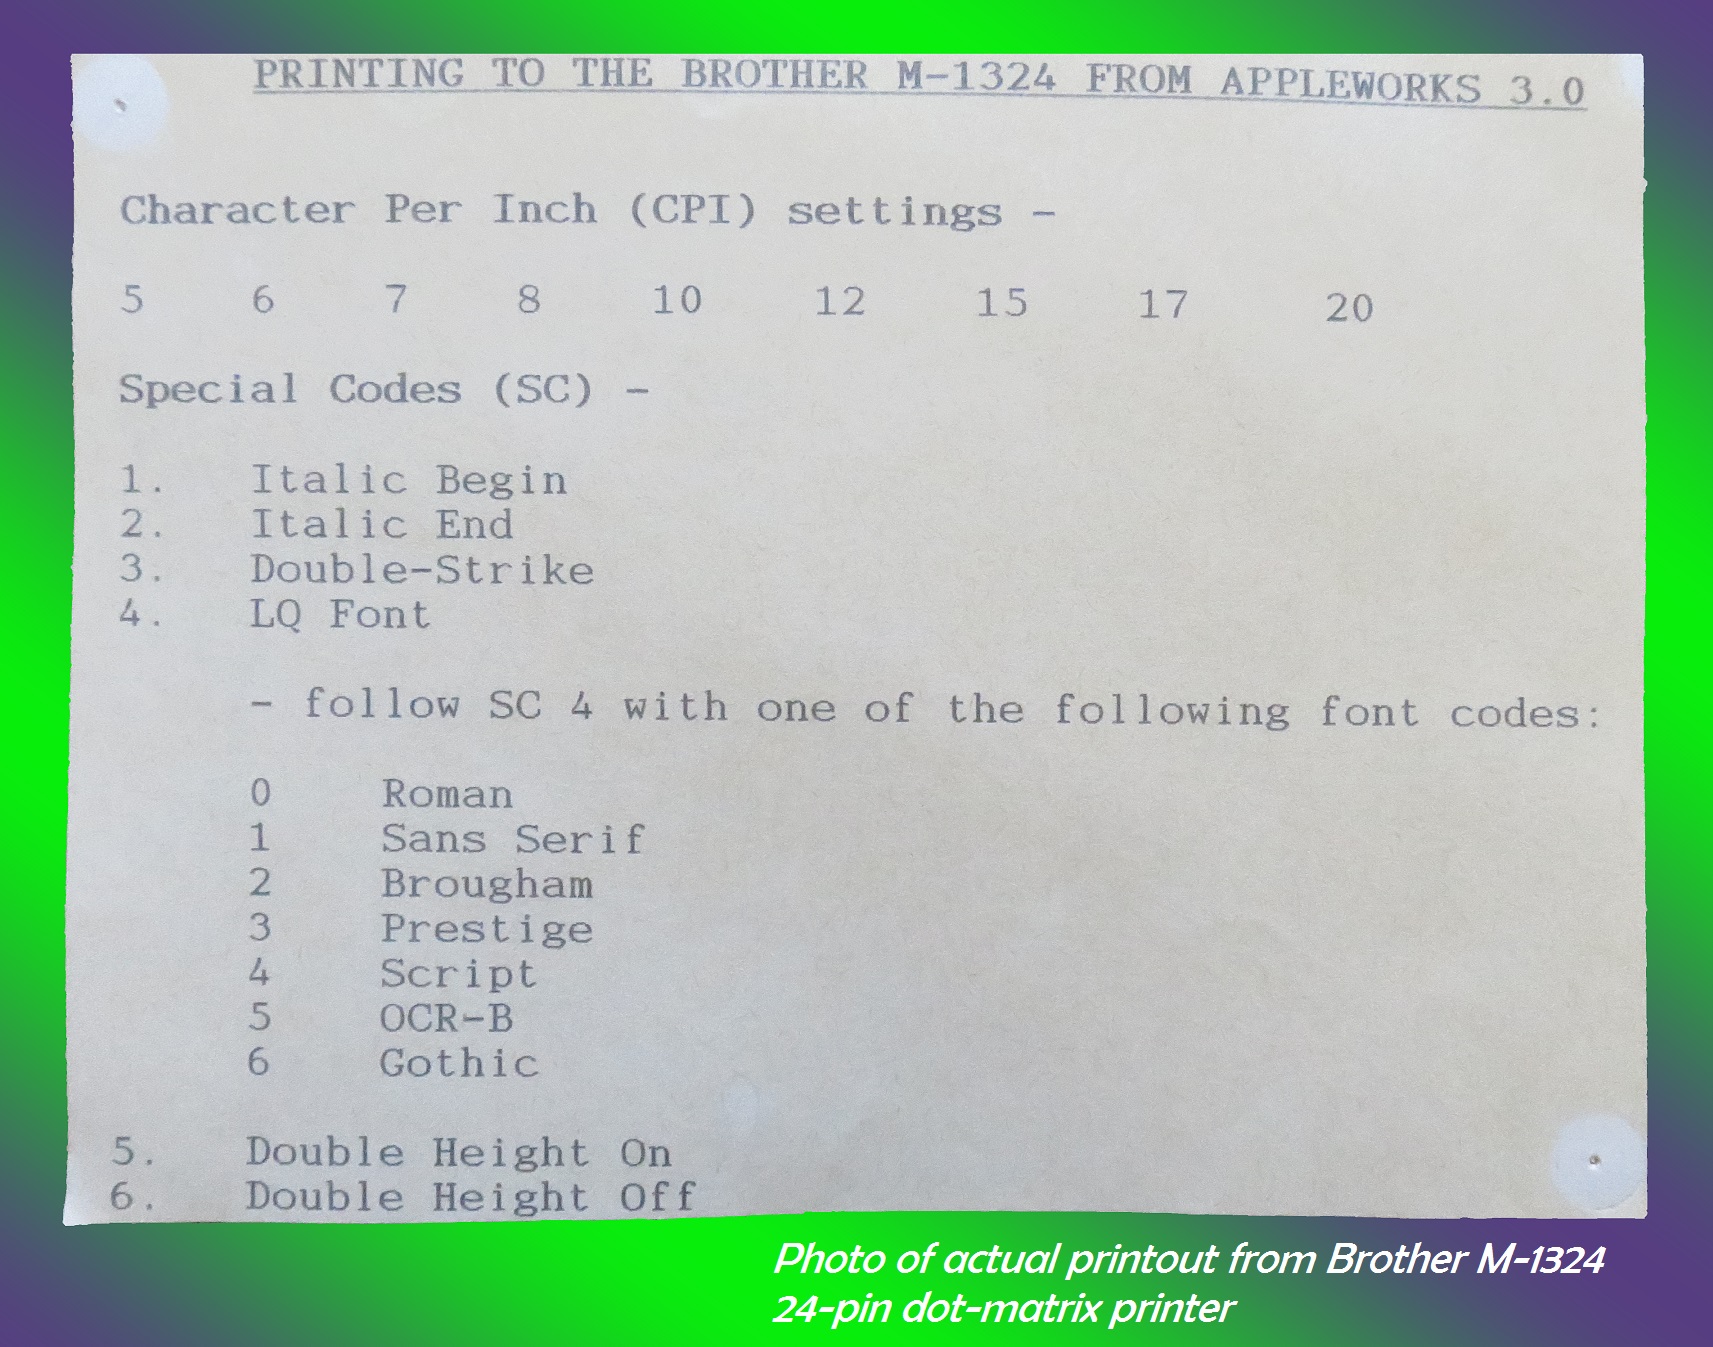 PRINTING TO THE BROTHER M-1324 FROM APPLEWORKS 3.0
Character Per Inch (CPI) settings -
5 6 7 8 10 12 15 17 20
Special Codes (SC) -
1. Italic Begin
2. Italic End
3. Double-Strike
4. LQ Font
- follow SC 4 with one of the following font codes:
0 Roman
1 Sans Serif
2 Brougham
3 Prestige
4 Script
5 OCR-B
6 Gothic
5. Double Height On
6. Double Height Off
Photo of actual printout from Brother M-1324
24-pin dot-matrix printer